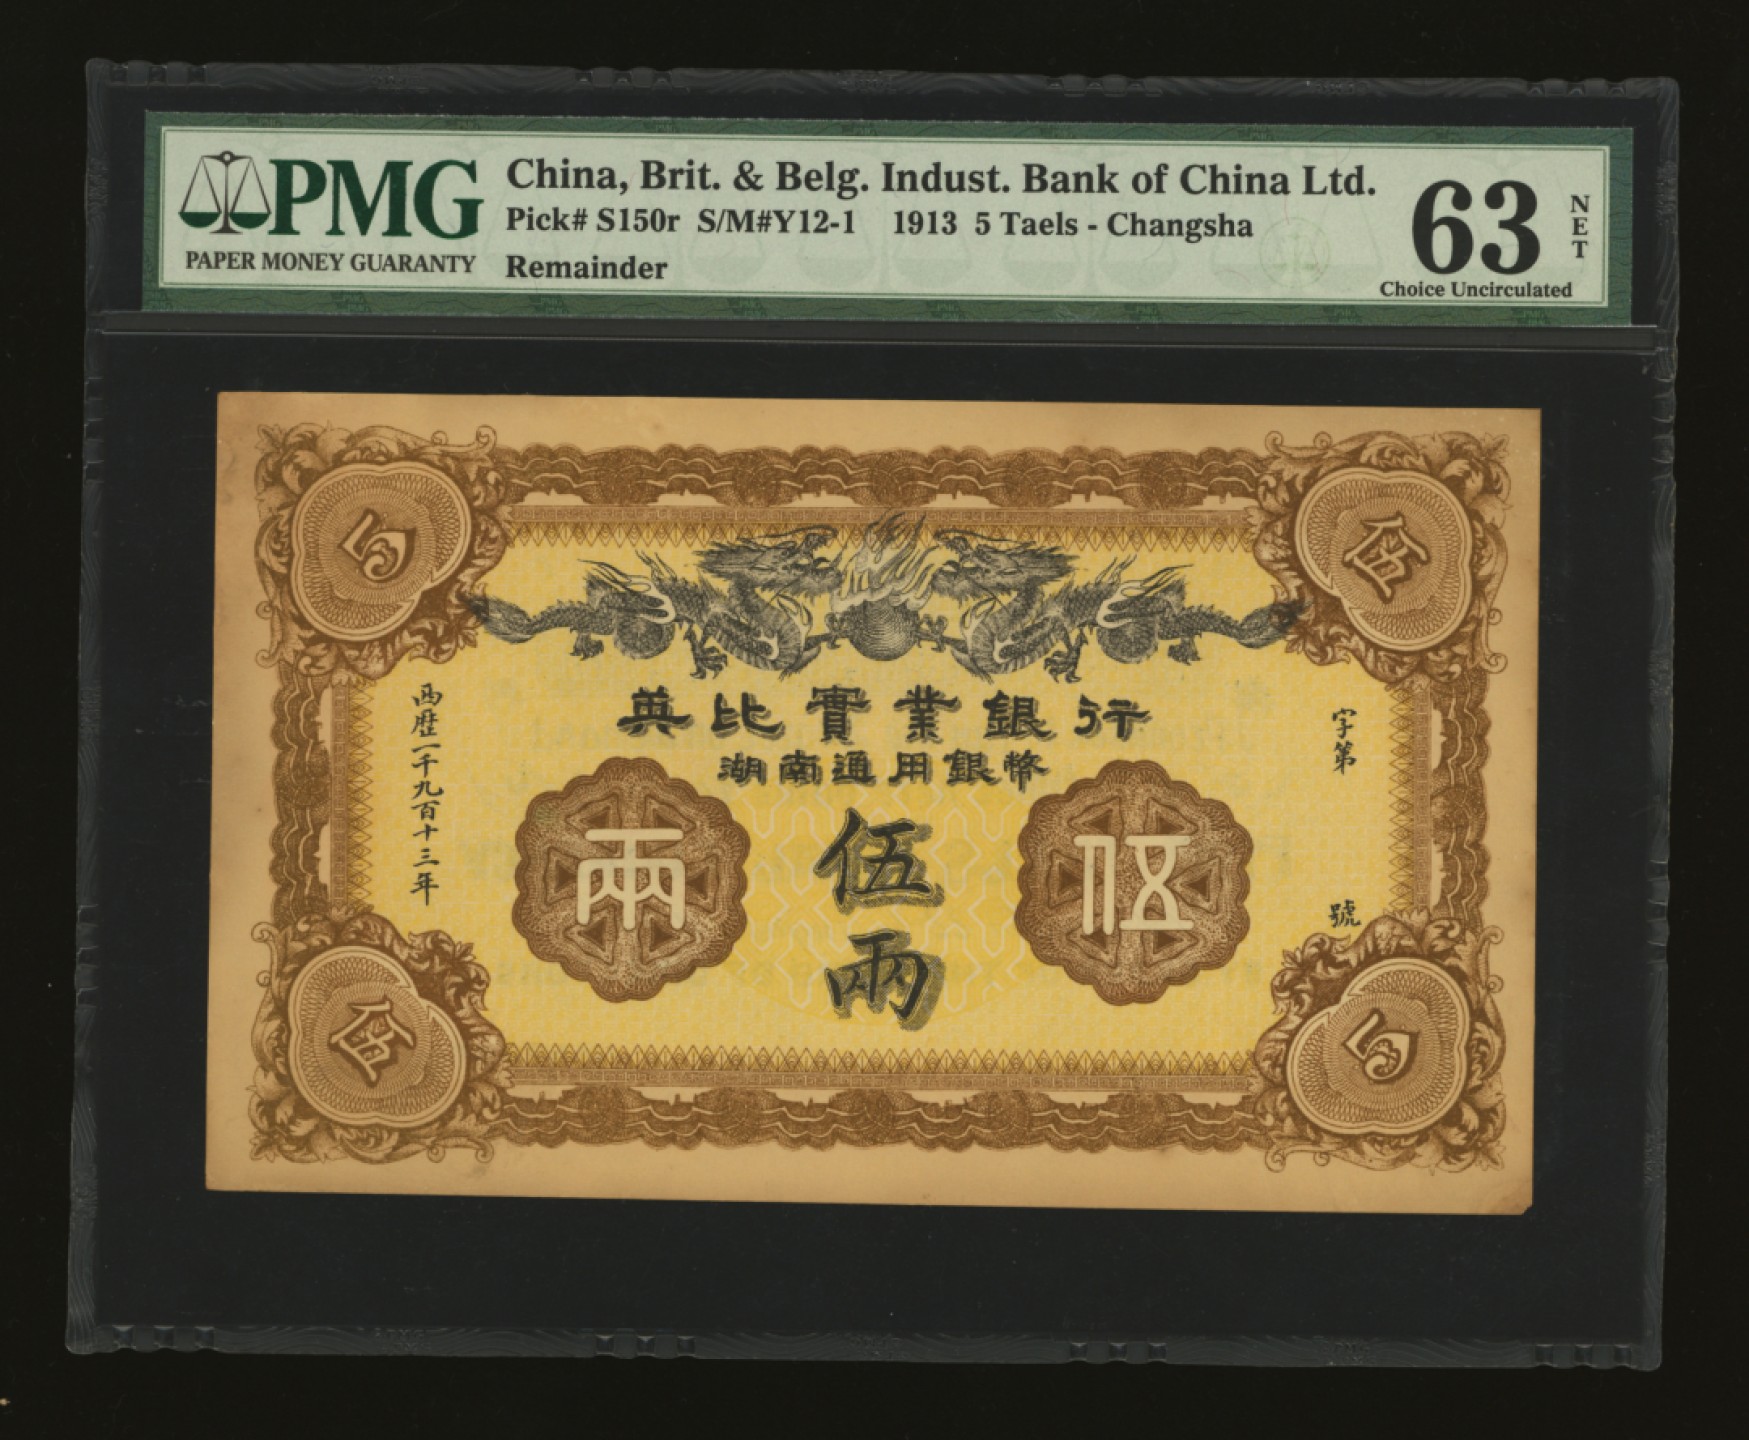 PMG
PAPER MONEY GUARANTY
China, Brit. & Belg. Indust. Bank of China Ltd.
Pick# S150r S/M#Y12-1 1913 5 Taels - Changsha
Remainder
63
NET
Choice Uncirculated
5
伍
英比實業銀行
湖南通用銀幣
西歷一千九百十三年
字第
號
兩
伍兩
伍
伍
5